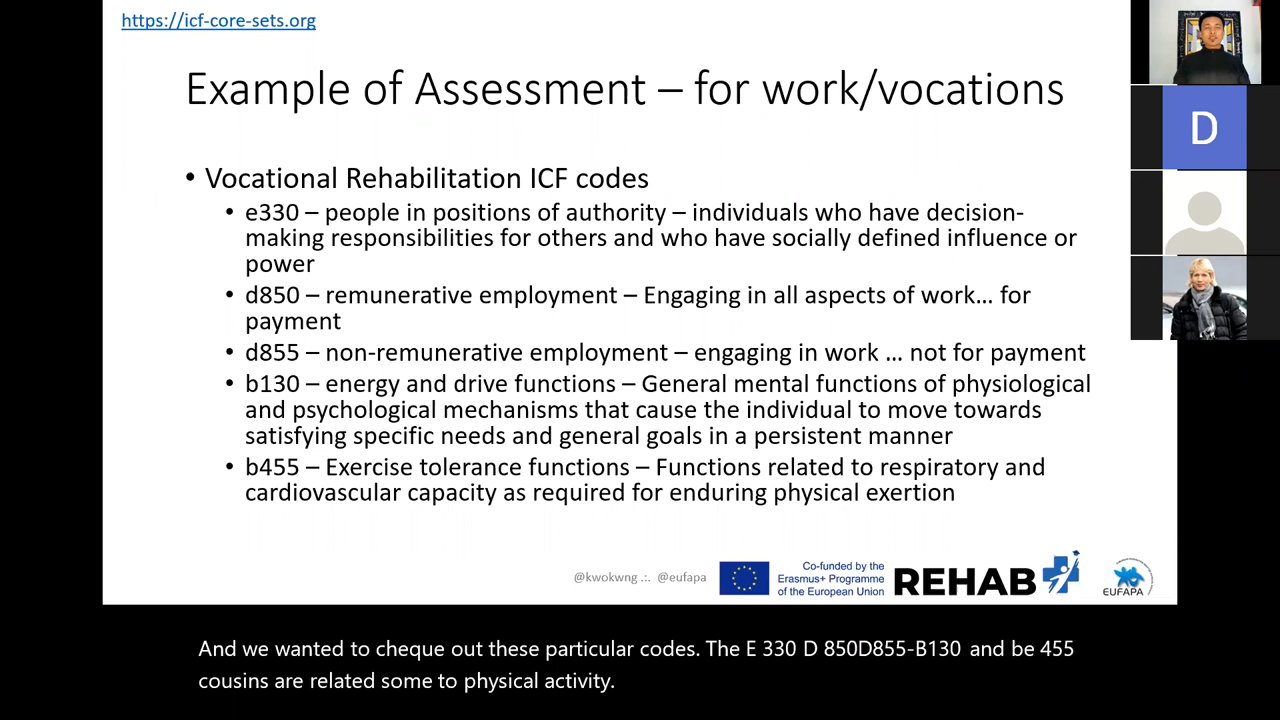 https://icf-core-sets.org
Example of Assessment – for work/vocations
• Vocational Rehabilitation ICF codes
• e330 – people in positions of authority – individuals who have decision-
making responsibilities for others and who have socially defined influence or
power
• d850 – remunerative employment – Engaging in all aspects of work... for
payment
• d855 – non-remunerative employment – engaging in work ... not for payment
• b130 – energy and drive functions – General mental functions of physiological
and psychological mechanisms that cause the individual to move towards
satisfying specific needs and general goals in a persistent manner
• b455 – Exercise tolerance functions – Functions related to respiratory and
cardiovascular capacity as required for enduring physical exertion
@kwokwng .:. @eufapa
Co-funded by the
Erasmus+ Programme
of the European Union
REHAB
EUFAPA
D
And we wanted to cheque out these particular codes. The E 330 D 850D855-B130 and be 455
cousins are related some to physical activity.